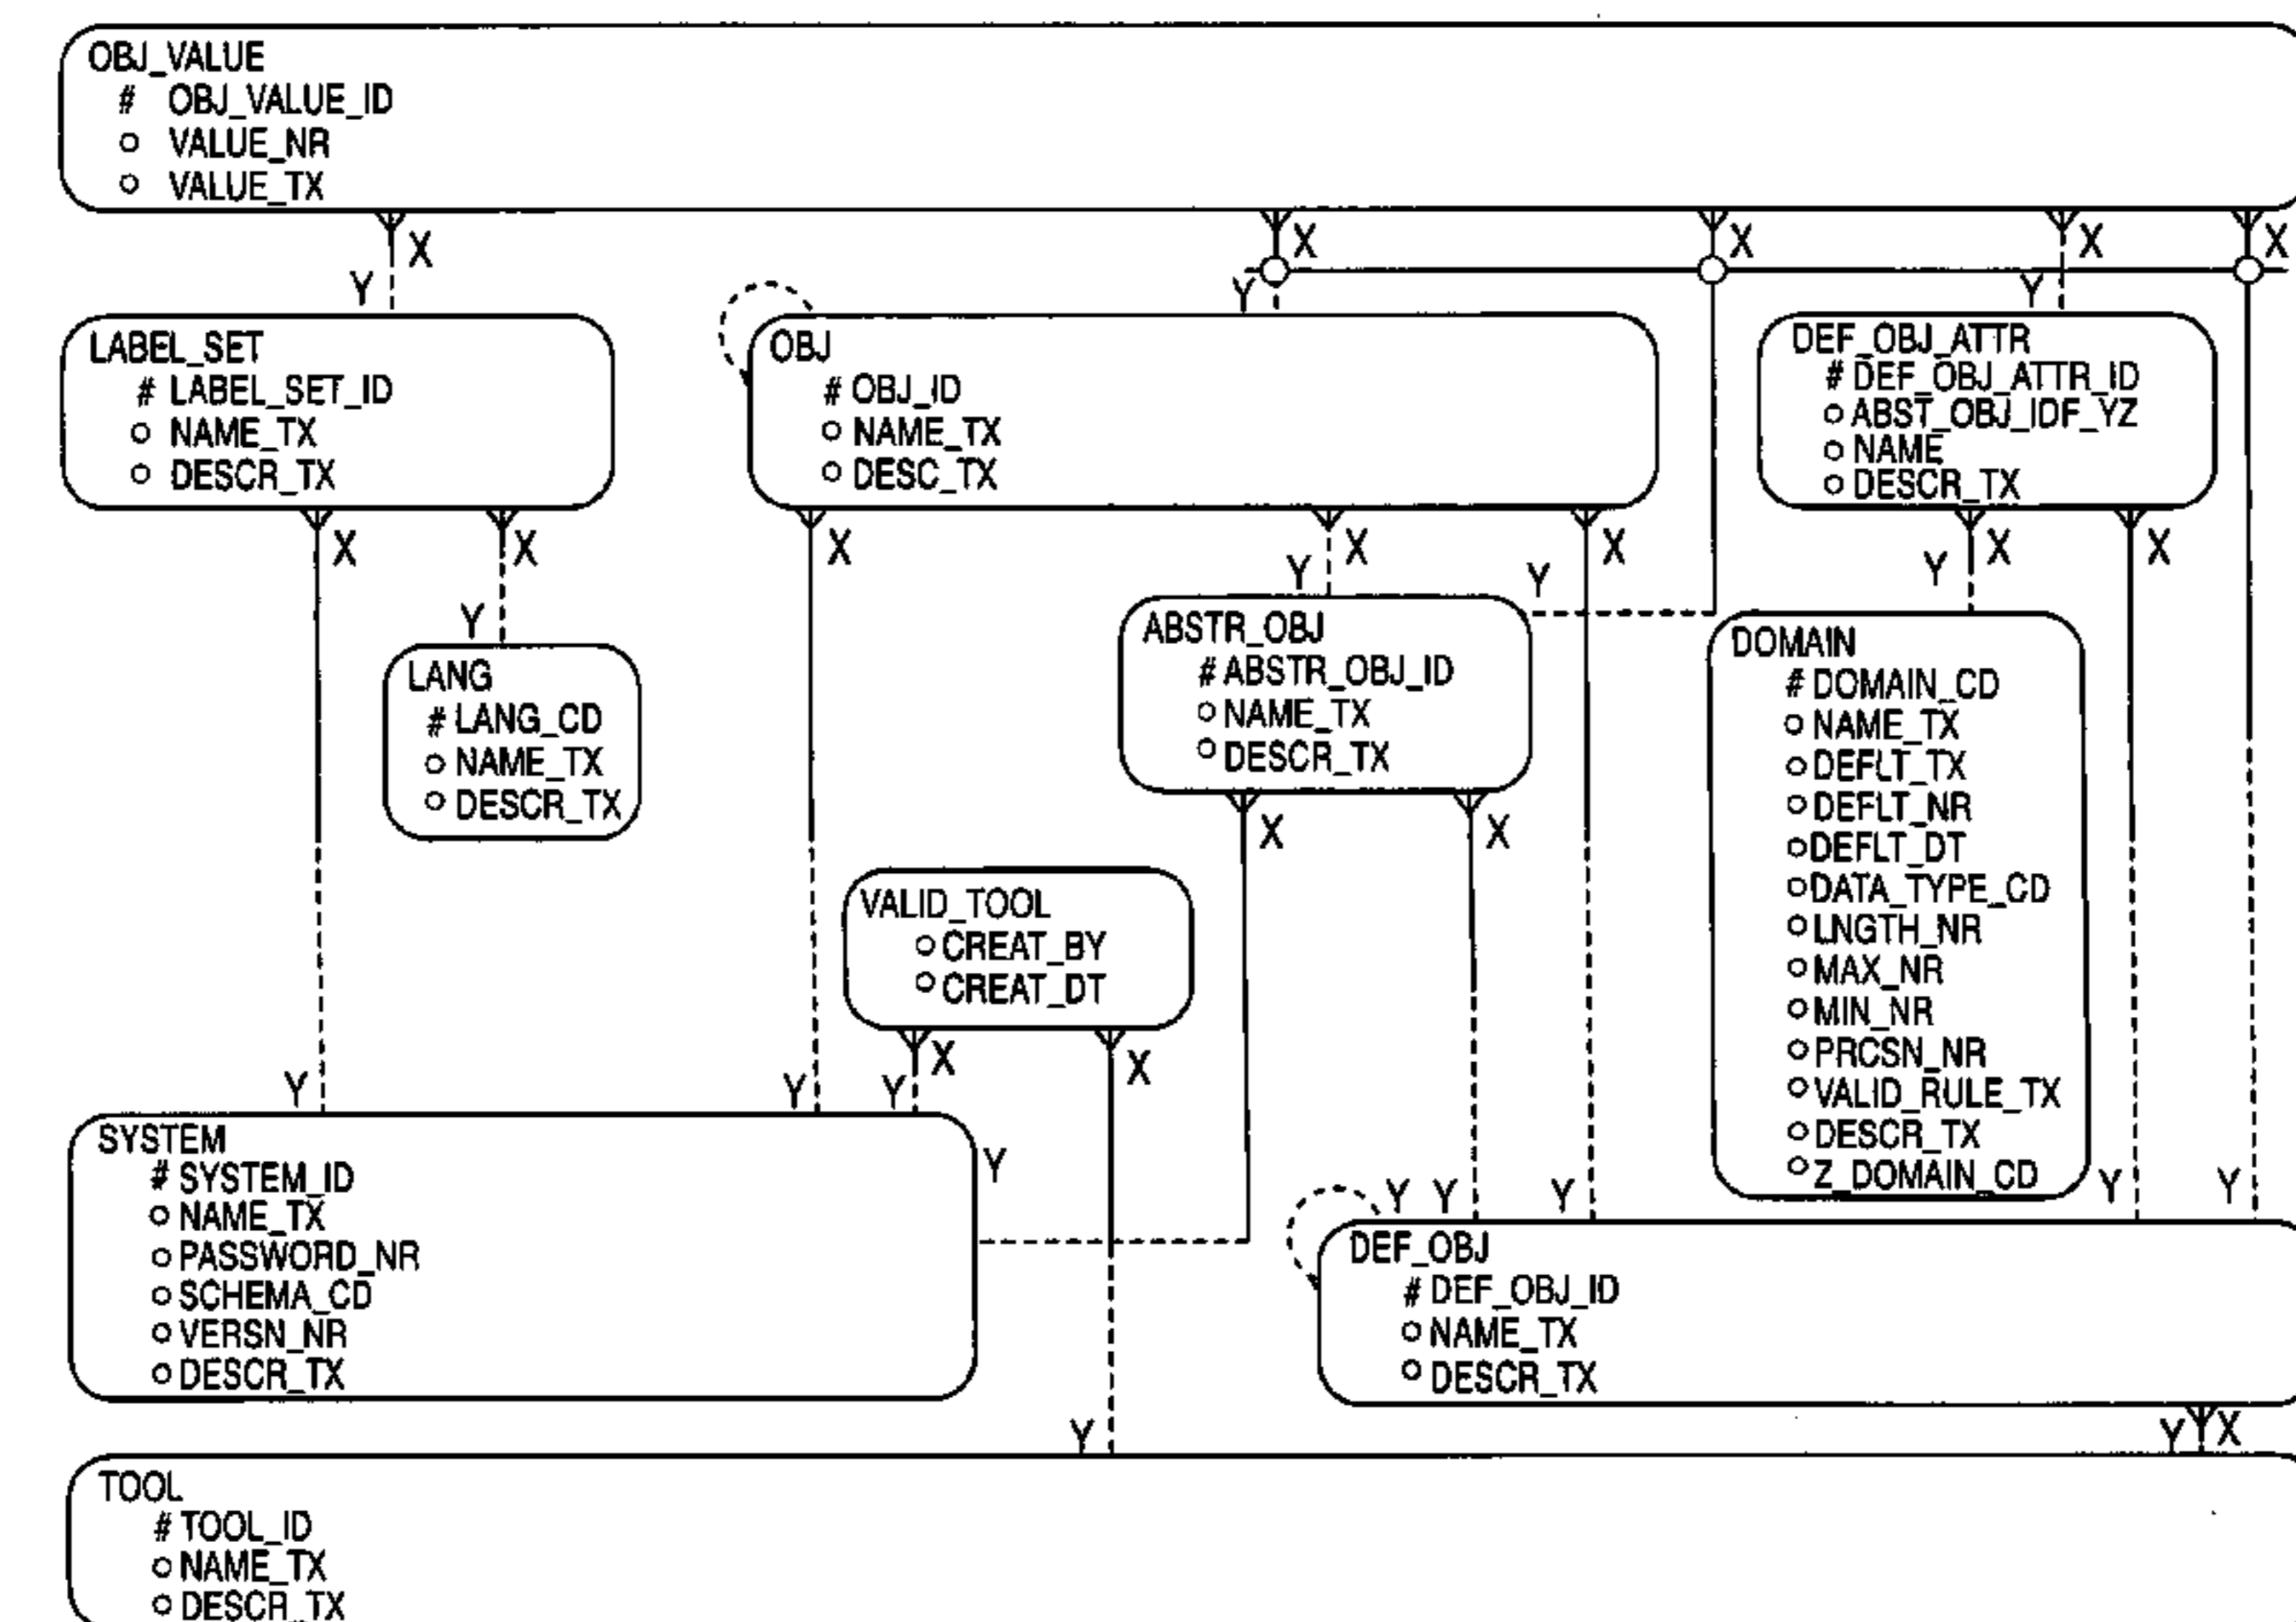 OBJ_VALUE
# OBJ_VALUE_ID
o VALUE_NR
o VALUE_TX
X
X
X
X
X
Y
Y
Y
LABEL_SET
# LABEL_SET_ID
o NAME_TX
o DESCR_TX
OBJ
# OBJ_ID
o NAME_TX
o DESC_TX
DEF_OBJ_ATTR
# DEF_OBJ_ATTR_ID
o ABST_OBJ_IDF_YZ
o NAME
o DESCR_TX
X
X
X
X
X
X
X
Y
Y
Y
Y
LANG
# LANG_CD
o NAME_TX
o DESCR_TX
ABSTR_OBJ
# ABSTR_OBJ_ID
o NAME_TX
o DESCR_TX
X
X
DOMAIN
# DOMAIN_CD
o NAME_TX
o DEFLT_TX
o DEFLT_NR
o DEFLT_DT
o DATA_TYPE_CD
o LNGTH_NR
o MAX_NR
o MIN_NR
o PRCSN_NR
o VALID_RULE_TX
o DESCR_TX
o Z_DOMAIN_CD
VALID_TOOL
o CREAT_BY
o CREAT_DT
X
X
Y
Y
Y
Y
Y
Y
Y
Y
Y
SYSTEM
# SYSTEM_ID
o NAME_TX
o PASSWORD_NR
o SCHEMA_CD
o VERSN_NR
o DESCR_TX
DEF_OBJ
# DEF_OBJ_ID
o NAME_TX
o DESCR_TX
Y
Y X
TOOL
# TOOL_ID
o NAME_TX
o DESCR_TX